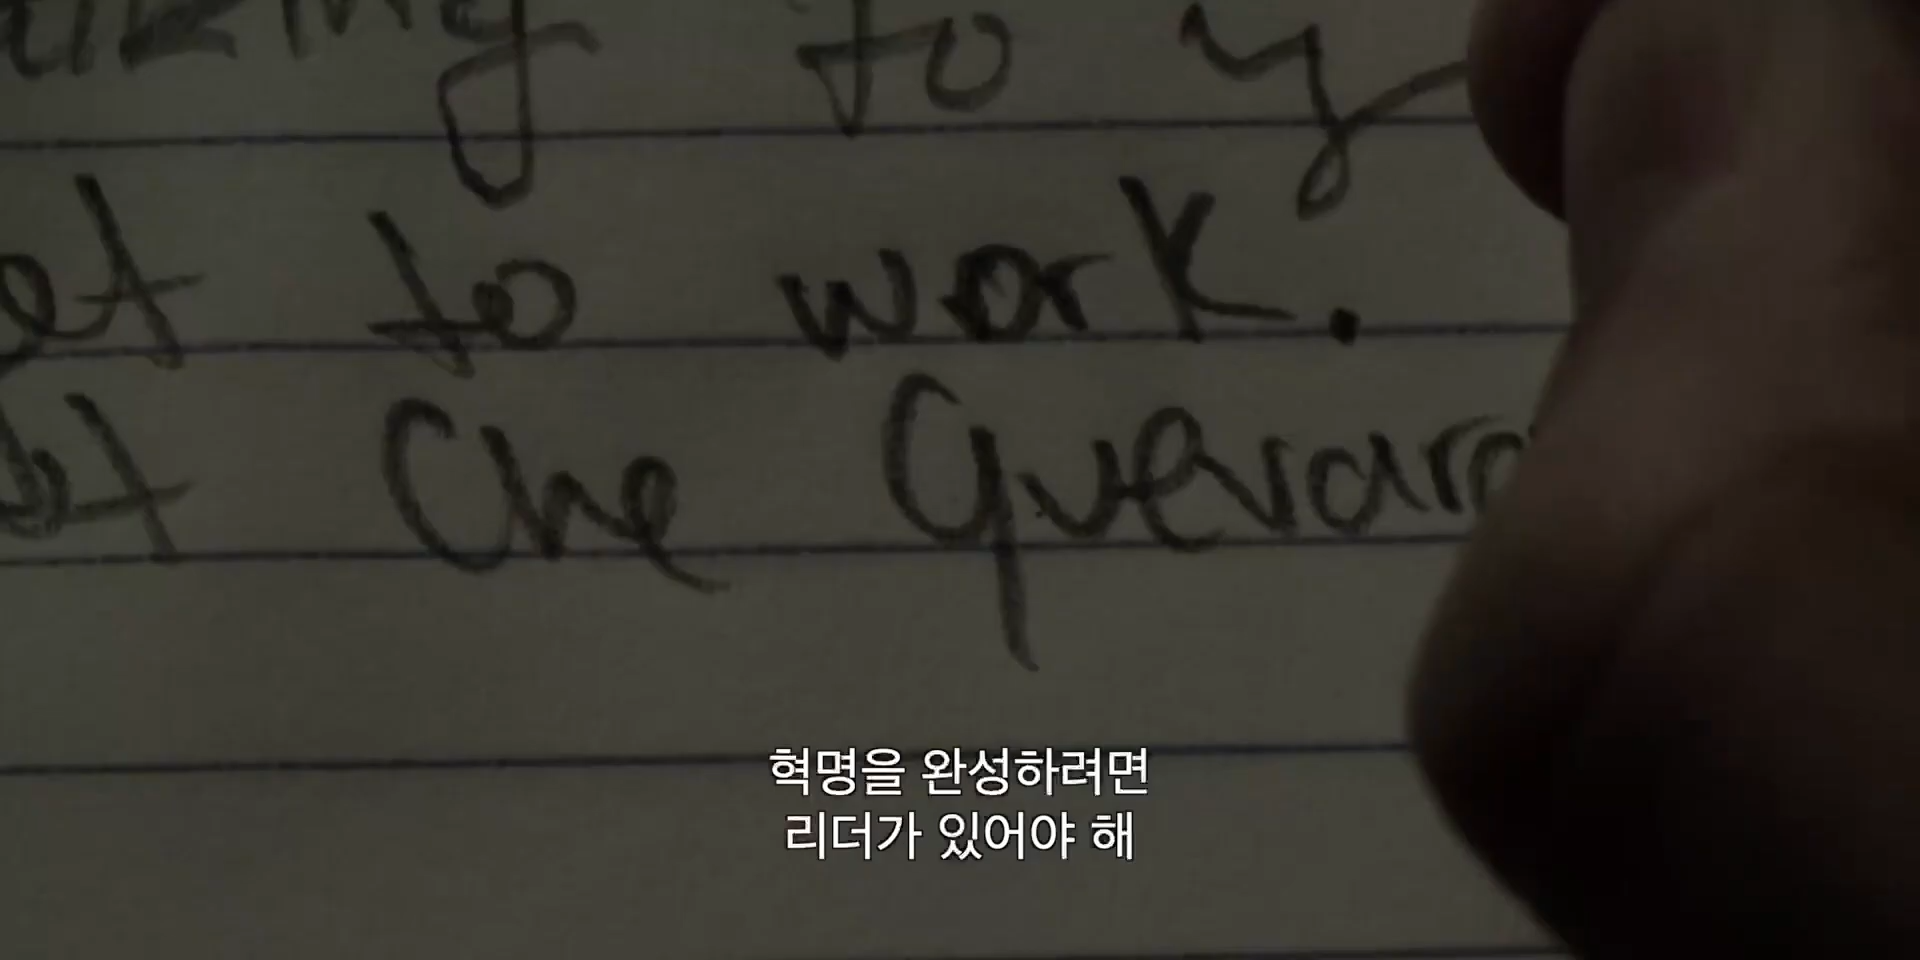 to y
et to work.
Che Guevara
혁명을 완성하려면
리더가 있어야 해